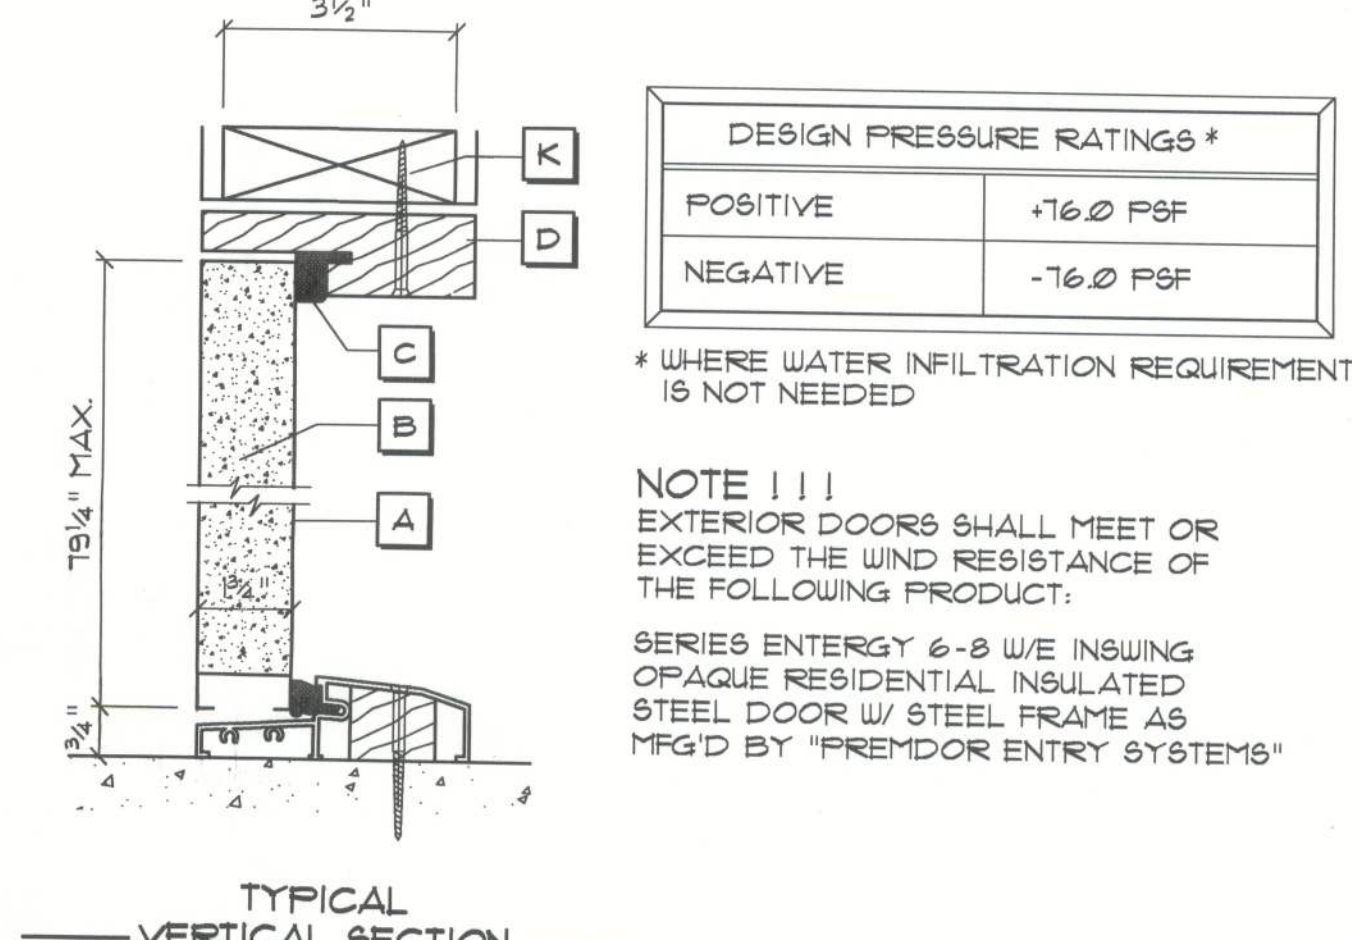 3½"
K
D
C
B
A
79¼" MAX.
1¾"
¾"
TYPICAL
VERTICAL SECTION
DESIGN PRESSURE RATINGS *
POSITIVE +76.0 PSF
NEGATIVE -76.0 PSF
* WHERE WATER INFILTRATION REQUIREMENT
IS NOT NEEDED
NOTE !!!
EXTERIOR DOORS SHALL MEET OR
EXCEED THE WIND RESISTANCE OF
THE FOLLOWING PRODUCT:
SERIES ENTERGY 6-8 W/E INSWING
OPAQUE RESIDENTIAL INSULATED
STEEL DOOR W/ STEEL FRAME AS
MFG'D BY "PREMDOR ENTRY SYSTEMS"